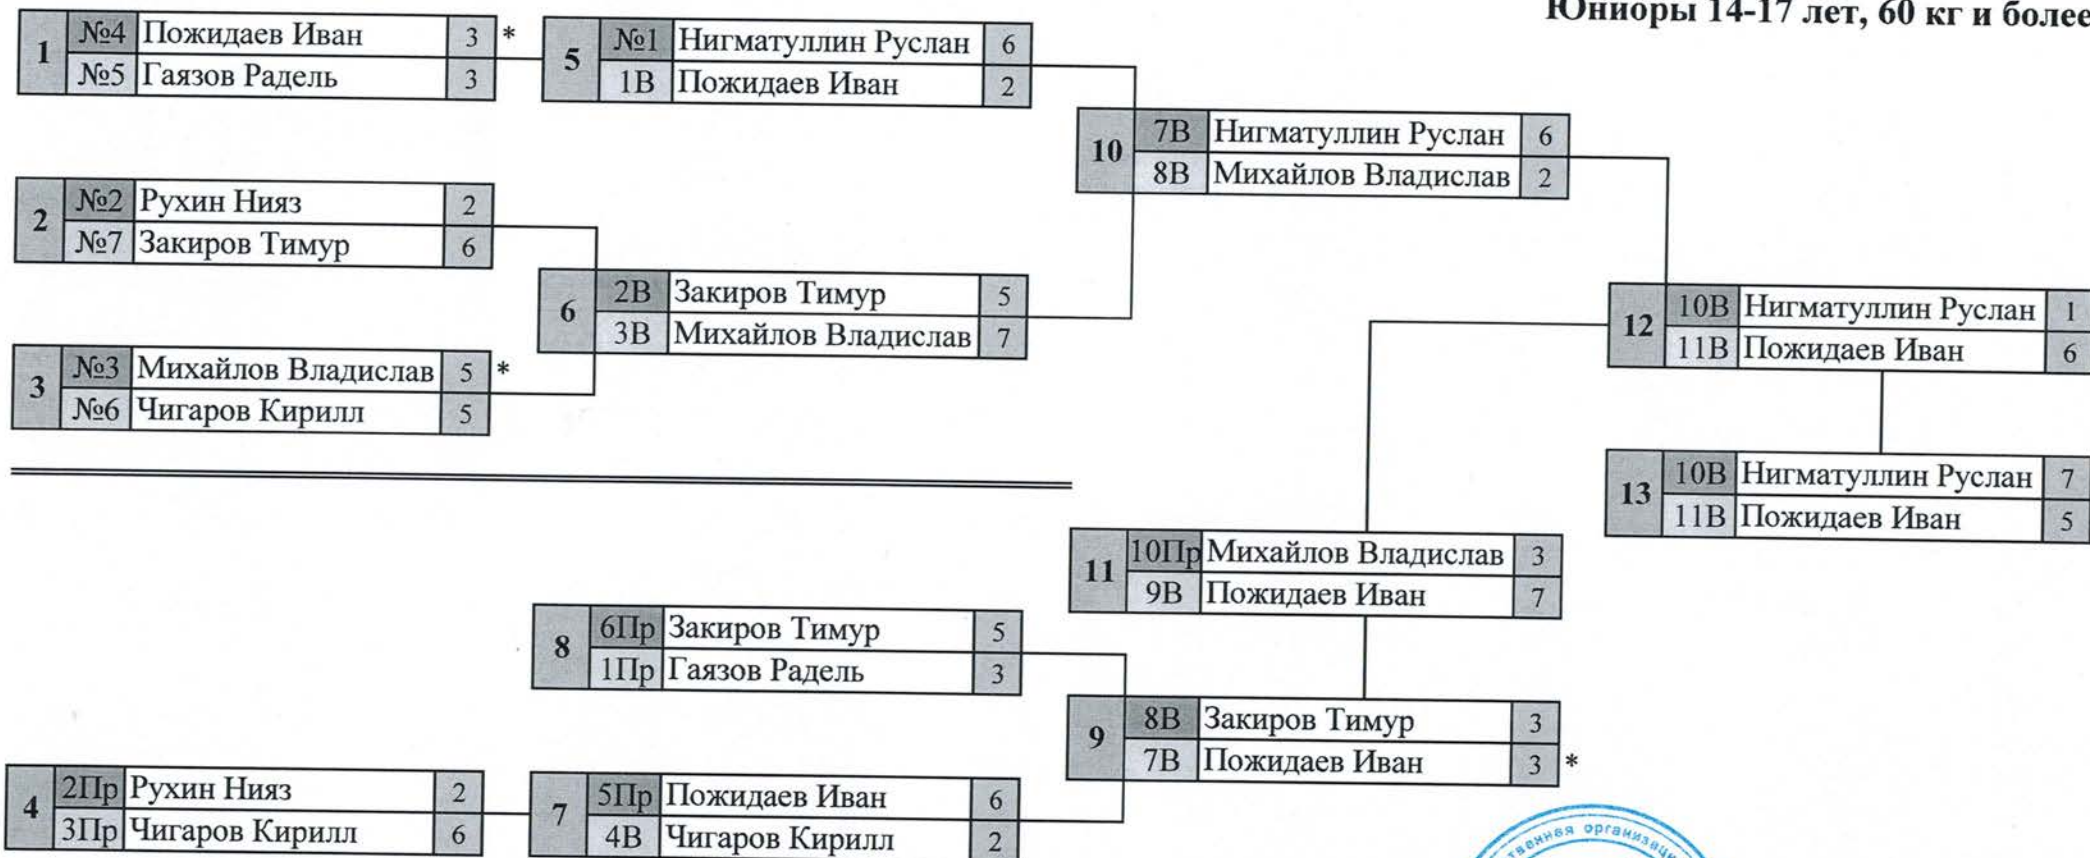 Юниоры 14-17 лет, 60 кг и более
1
№4 Пожидаев Иван 3 *
№5 Гаязов Радель 3
5
№1 Нигматуллин Руслан 6
1В Пожидаев Иван 2
10
7В Нигматуллин Руслан 6
8В Михайлов Владислав 2
2
№2 Рухин Нияз 2
№7 Закиров Тимур 6
6
2В Закиров Тимур 5
3В Михайлов Владислав 7
12
10В Нигматуллин Руслан 1
11В Пожидаев Иван 6
3
№3 Михайлов Владислав 5 *
№6 Чигаров Кирилл 5
13
10В Нигматуллин Руслан 7
11В Пожидаев Иван 5
11
10Пр Михайлов Владислав 3
9В Пожидаев Иван 7
8
6Пр Закиров Тимур 5
1Пр Гаязов Радель 3
9
8В Закиров Тимур 3
7В Пожидаев Иван 3 *
4
2Пр Рухин Нияз 2
3Пр Чигаров Кирилл 6
7
5Пр Пожидаев Иван 6
4В Чигаров Кирилл 2